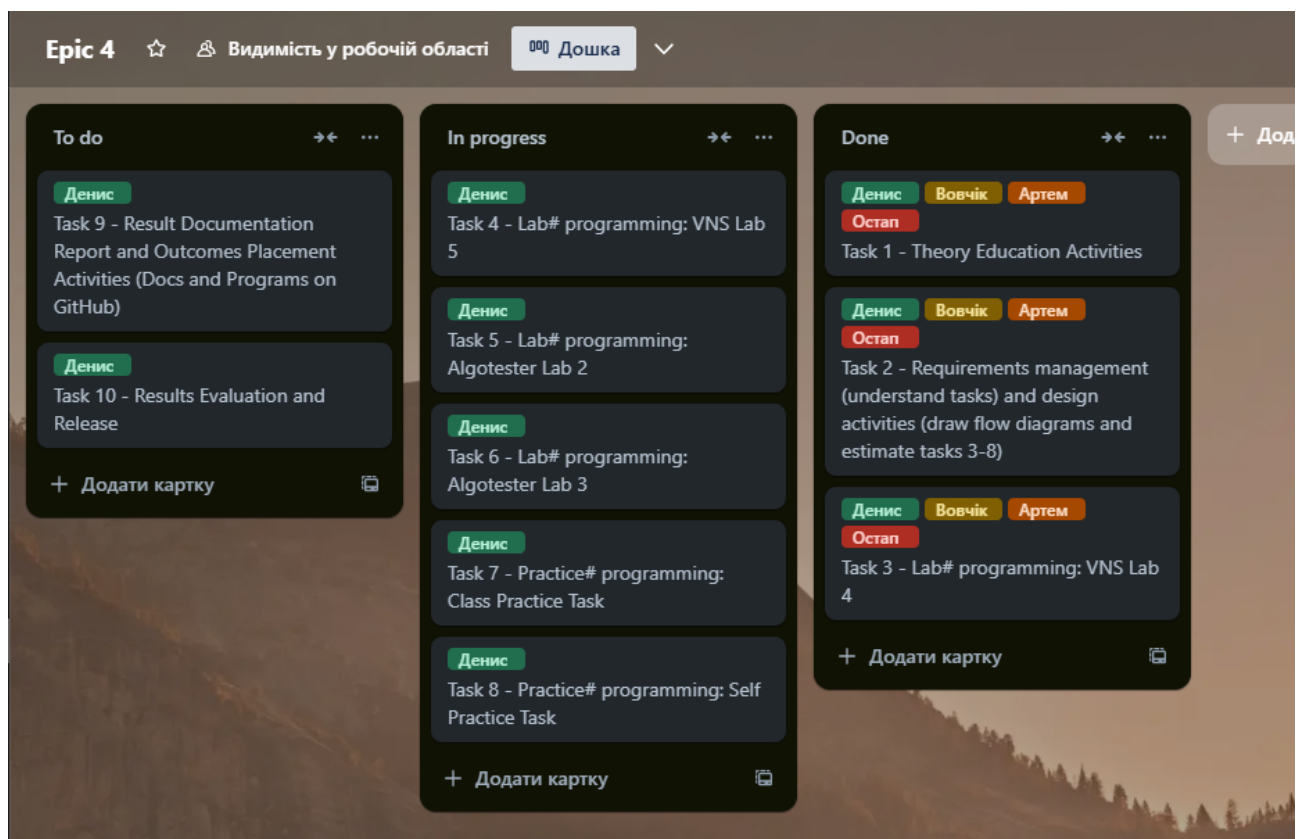 Epic 4 Видимість у робочій області Дошка
To do
Денис
Task 9 - Result Documentation
Report and Outcomes Placement
Activities (Docs and Programs on
GitHub)
Денис
Task 10 - Results Evaluation and
Release
+ Додати картку
In progress
Денис
Task 4 - Lab# programming: VNS Lab
5
Денис
Task 5 - Lab# programming:
Algotester Lab 2
Денис
Task 6 - Lab# programming:
Algotester Lab 3
Денис
Task 7 - Practice# programming:
Class Practice Task
Денис
Task 8 - Practice# programming: Self
Practice Task
+ Додати картку
Done
Денис Вовчік Артем
Остап
Task 1 - Theory Education Activities
Денис Вовчік Артем
Остап
Task 2 - Requirements management
(understand tasks) and design
activities (draw flow diagrams and
estimate tasks 3-8)
Денис Вовчік Артем
Остап
Task 3 - Lab# programming: VNS Lab
4
+ Додати картку